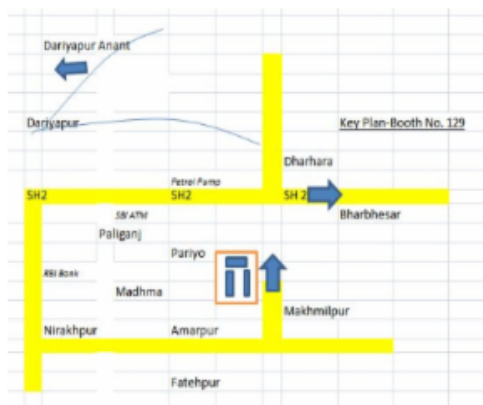 Dariyapur Anant
Dariyapur
Key Plan-Booth No. 129
Dharhara
Petrol Pump
SH2
SH2
SH 2
SBI ATM
Bharbhesar
Paliganj
Pariyo
RBI Bank
Madhma
Makhmilpur
Nirakhpur
Amarpur
Fatehpur